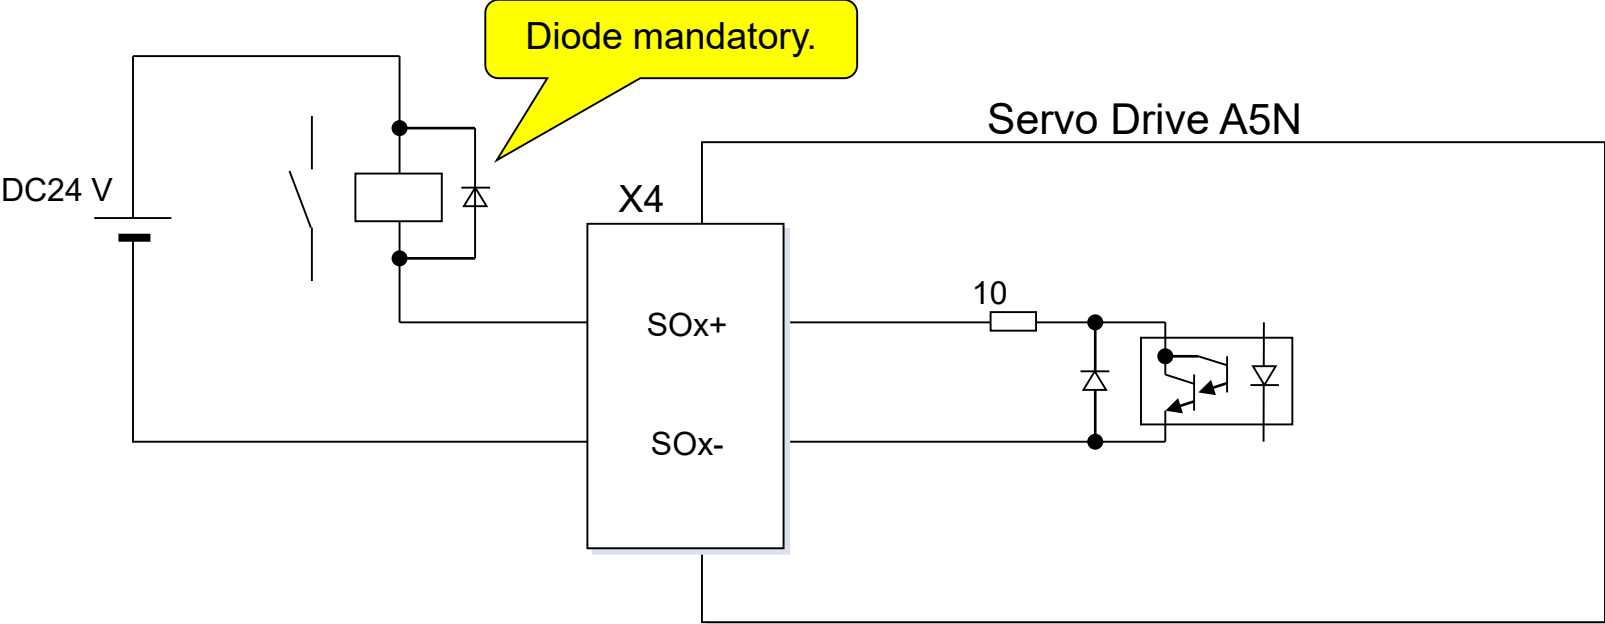 Diode mandatory.
Servo Drive A5N
DC24 V
X4
10
SOx+
SOx-